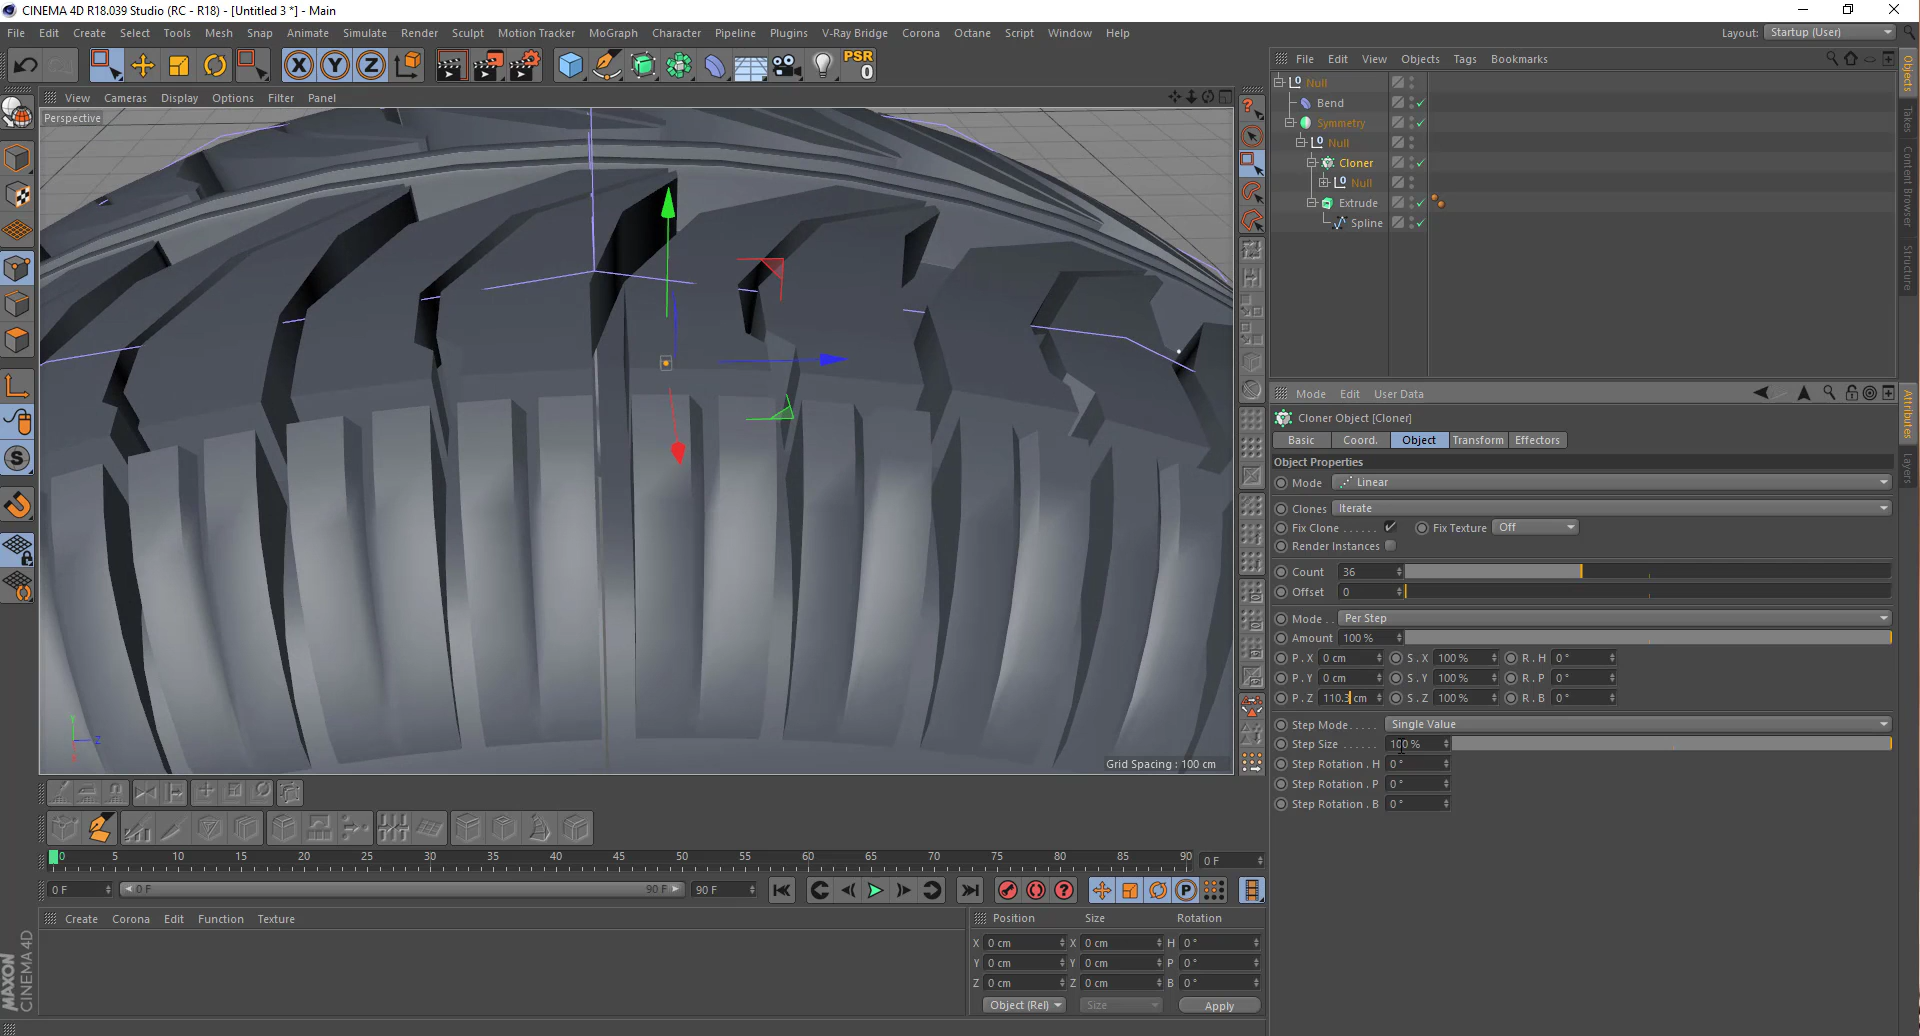 CINEMA 4D R18.039 Studio (RC - R18) - [Untitled 3 *] - Main
File Edit Create Select Tools Mesh Snap Animate Simulate Render Sculpt Motion Tracker MoGraph Character Pipeline Plugins V-Ray Bridge Corona Octane Script Window Help
Layout: Startup (User)
X Y Z
PSR
0
View Cameras Display Options Filter Panel
Perspective
Grid Spacing : 100 cm
Y
Z
S
File Edit View Objects Tags Bookmarks
Null
Bend
Symmetry
Null
Cloner
Null
Extrude
Spline
Objects
Takes
Content Browser
Structure
Mode Edit User Data
Cloner Object [Cloner]
Basic Coord. Object Transform Effectors
Object Properties
Mode Linear
Clones Iterate
Fix Clone ...... Fix Texture Off
Render Instances
Count 36
Offset 0
Mode . . Per Step
Amount 100 %
P . X 0 cm S . X 100 % R . H 0 °
P . Y 0 cm S . Y 100 % R . P 0 °
P . Z 110.3 cm S . Z 100 % R . B 0 °
Step Mode..... Single Value
Step Size ...... 100 %
Step Rotation . H 0 °
Step Rotation . P 0 °
Step Rotation . B 0 °
Attributes
Layers
0 5 10 15 20 25 30 35 40 45 50 55 60 65 70 75 80 85 90 0 F
0 F 0 F 90 F 90 F
P
Create Corona Edit Function Texture
Position Size Rotation
X 0 cm X 0 cm H 0 °
Y 0 cm Y 0 cm P 0 °
Z 0 cm Z 0 cm B 0 °
Object (Rel) Size Apply
MAXON
CINEMA 4D